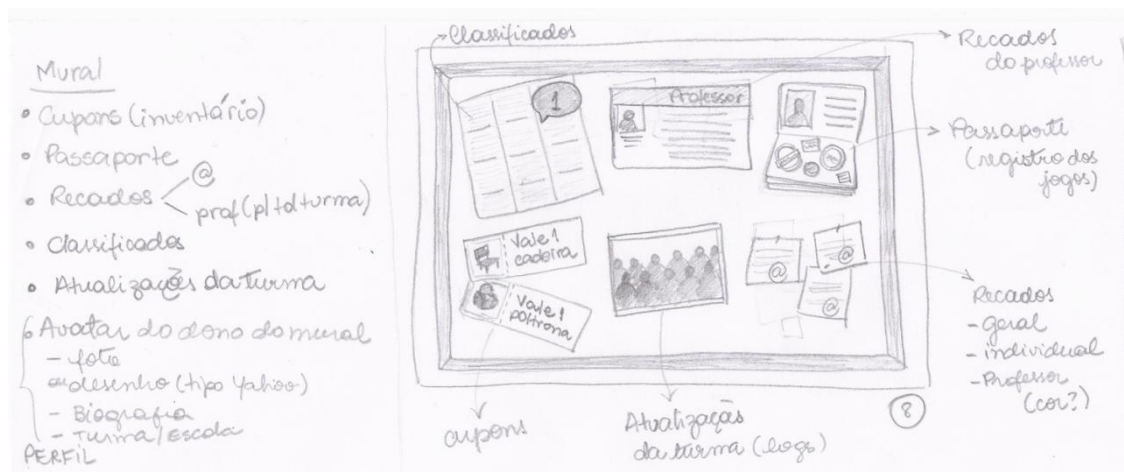 Mural
• Cupons (inventário)
• Passaporte
• Recados
@
prof (p/ td turma)
• Classificados
• Atualizações da turma
• Avatar do dono do mural
- foto
ou desenho (tipo Yahoo)
- Biografia
- Turma/Escola
PERFIL
Classificados
1
Professor
Vale 1
cadeira
Vale 1
poltrona
@
@
@
Recados
do professor
Passaporte
(registro dos
jogos)
Recados
- geral
- individual
- Professor
(cor?)
cupons
Atualização
da turma (logs)
8